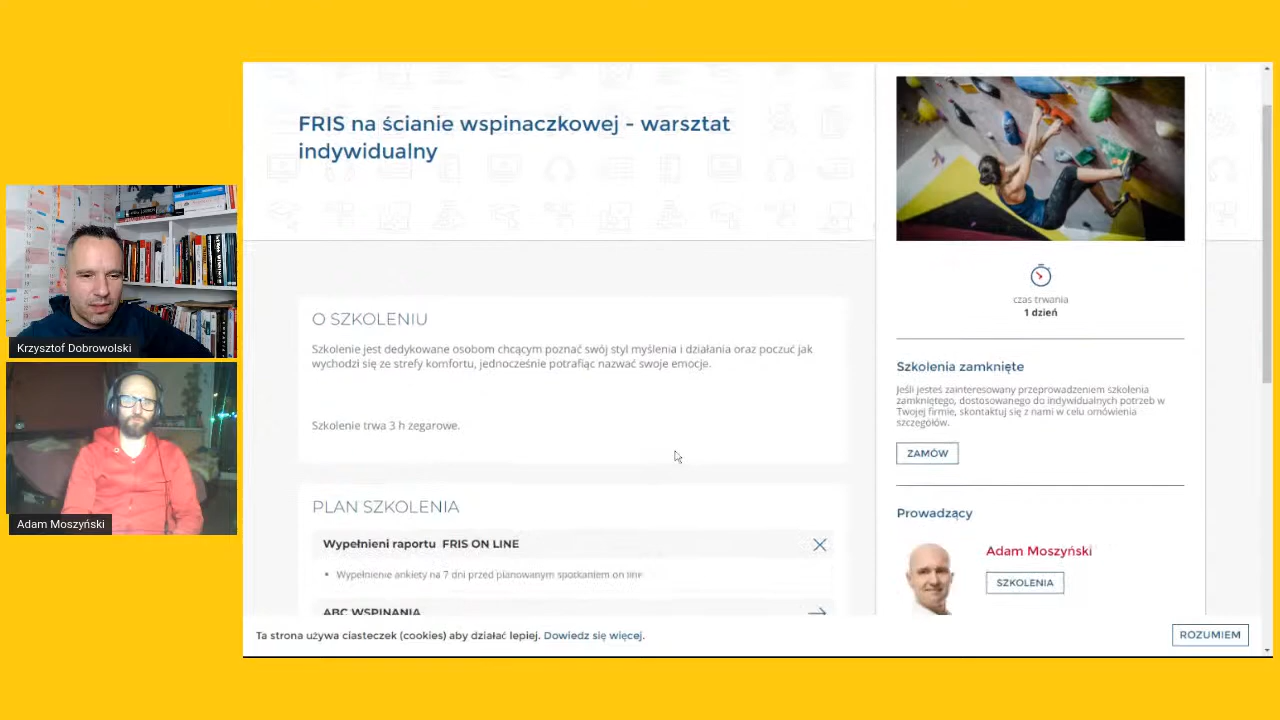 FRIS na ścianie wspinaczkowej - warsztat
indywidualny
O SZKOLENIU
Szkolenie jest dedykowane osobom chcącym poznać swój styl myślenia i działania oraz poczuć jak
wychodzi się ze strefy komfortu, jednocześnie potrafiąc nazwać swoje emocje.
Szkolenie trwa 3 h zegarowe.
PLAN SZKOLENIA
Wypełnieni raportu FRIS ON LINE
• Wypełnienie ankiety na 7 dni przed planowanym spotkaniem on line
ABC WSPINANIA
czas trwania
1 dzień
Szkolenia zamknięte
Jeśli jesteś zainteresowany przeprowadzeniem szkolenia
zamkniętego, dostosowanego do indywidualnych potrzeb w
Twojej firmie, skontaktuj się z nami w celu omówienia
szczegółów.
ZAMÓW
Prowadzący
Adam Moszyński
SZKOLENIA
Ta strona używa ciasteczek (cookies) aby działać lepiej. Dowiedz się więcej.
ROZUMIEM
Krzysztof Dobrowolski
Adam Moszyński